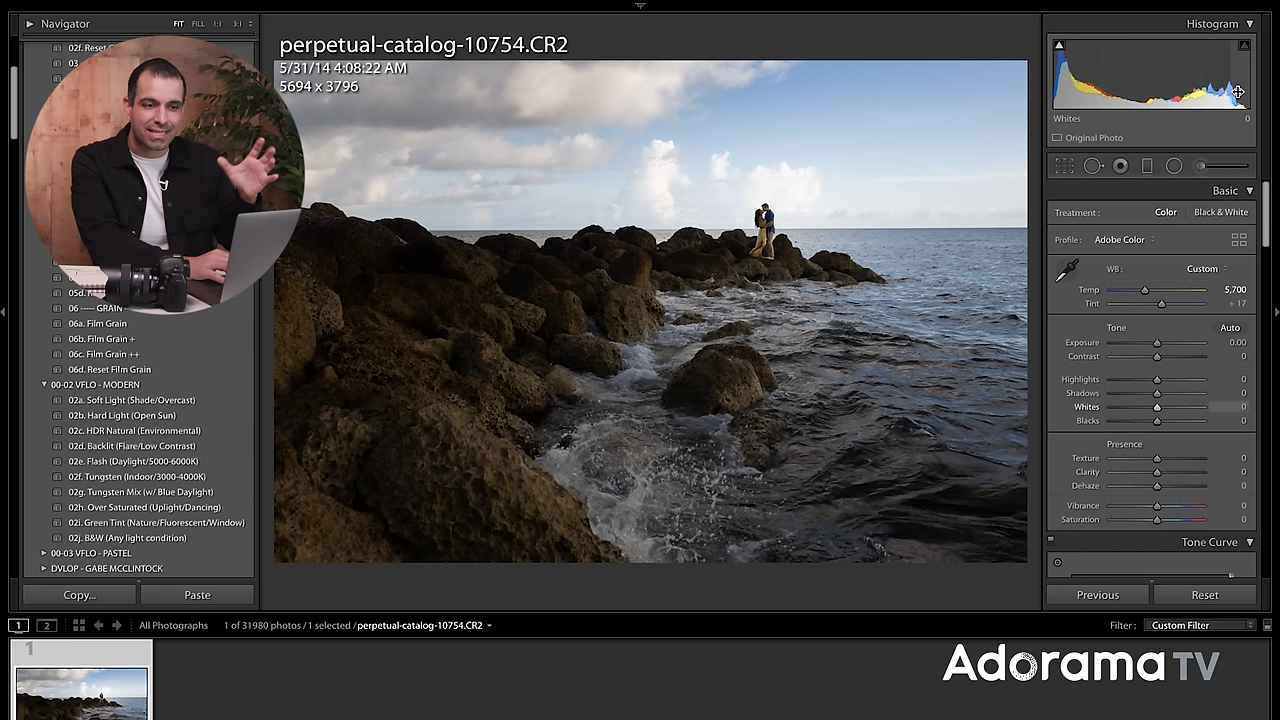 Navigator FIT FILL 1:1 3:1
02f. Reset
03
05d.
06 ----- GRAIN
06a. Film Grain
06b. Film Grain +
06c. Film Grain ++
06d. Reset Film Grain
00-02 VFLO - MODERN
02a. Soft Light (Shade/Overcast)
02b. Hard Light (Open Sun)
02c. HDR Natural (Environmental)
02d. Backlit (Flare/Low Contrast)
02e. Flash (Daylight/5000-6000K)
02f. Tungsten (Indoor/3000-4000K)
02g. Tungsten Mix (w/ Blue Daylight)
02h. Over Saturated (Uplight/Dancing)
02i. Green Tint (Nature/Fluorescent/Window)
02j. B&W (Any light condition)
00-03 VFLO - PASTEL
DVLOP - GABE MCCLINTOCK
Copy... Paste
perpetual-catalog-10754.CR2
5/31/14 4:08:22 AM
5694 x 3796
Histogram
Whites 0
Original Photo
Basic
Treatment : Color Black & White
Profile : Adobe Color
WB : Custom
Temp 5,700
Tint + 17
Tone Auto
Exposure 0.00
Contrast 0
Highlights 0
Shadows 0
Whites 0
Blacks 0
Presence
Texture 0
Clarity 0
Dehaze 0
Vibrance 0
Saturation 0
Tone Curve
Previous Reset
1 2 All Photographs 1 of 31980 photos / 1 selected / perpetual-catalog-10754.CR2 Filter : Custom Filter
1
Adorama TV